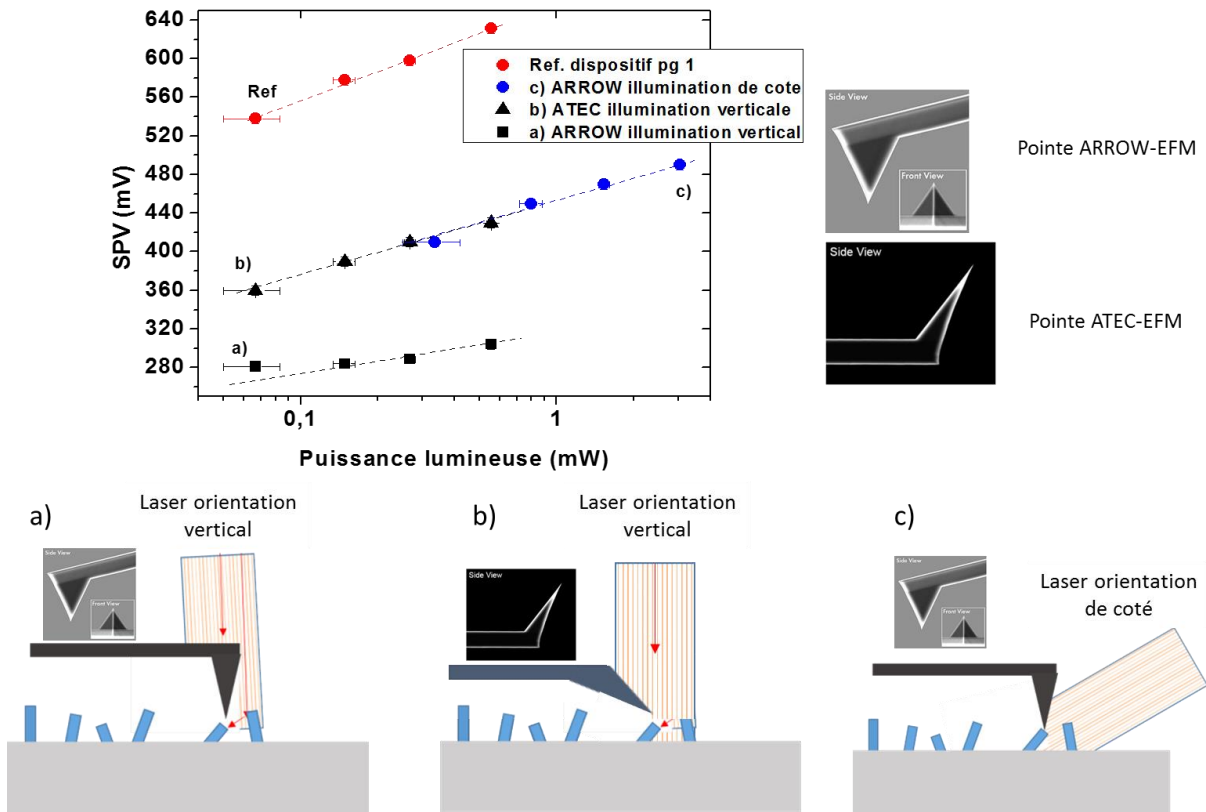 640
600
560
520
480
440
400
360
320
280
SPV (mV)
0,1
1
Puissance lumineuse (mW)
Ref
b)
a)
c)
Ref. dispositif pg 1
c) ARROW illumination de cote
b) ATEC illumination verticale
a) ARROW illumination vertical
Side View
Front View
Pointe ARROW-EFM
Side View
Pointe ATEC-EFM
a)
Laser orientation
vertical
Side View
Front View
b)
Laser orientation
vertical
Side View
c)
Side View
Front View
Laser orientation
de coté